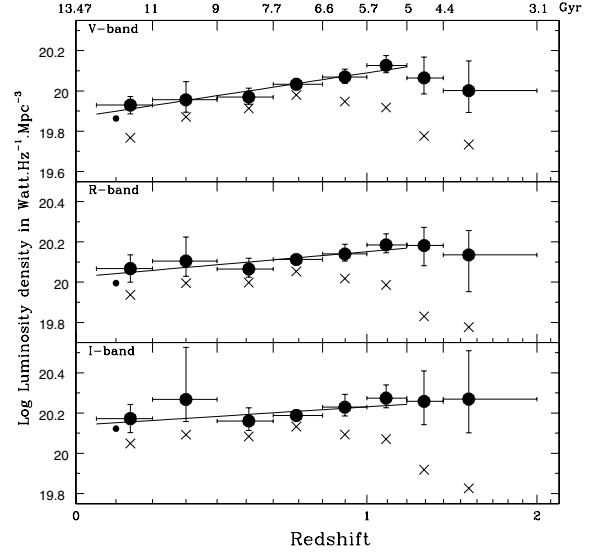 13.47 11 9 7.7 6.6 5.7 5 4.4 3.1 Gyr
V-band
20.2
20
19.8
19.6
R-band
20.4
20.2
20
19.8
I-band
20.4
20.2
20
19.8
Log Luminosity density in Watt.Hz⁻¹.Mpc⁻³
0 1 2
Redshift